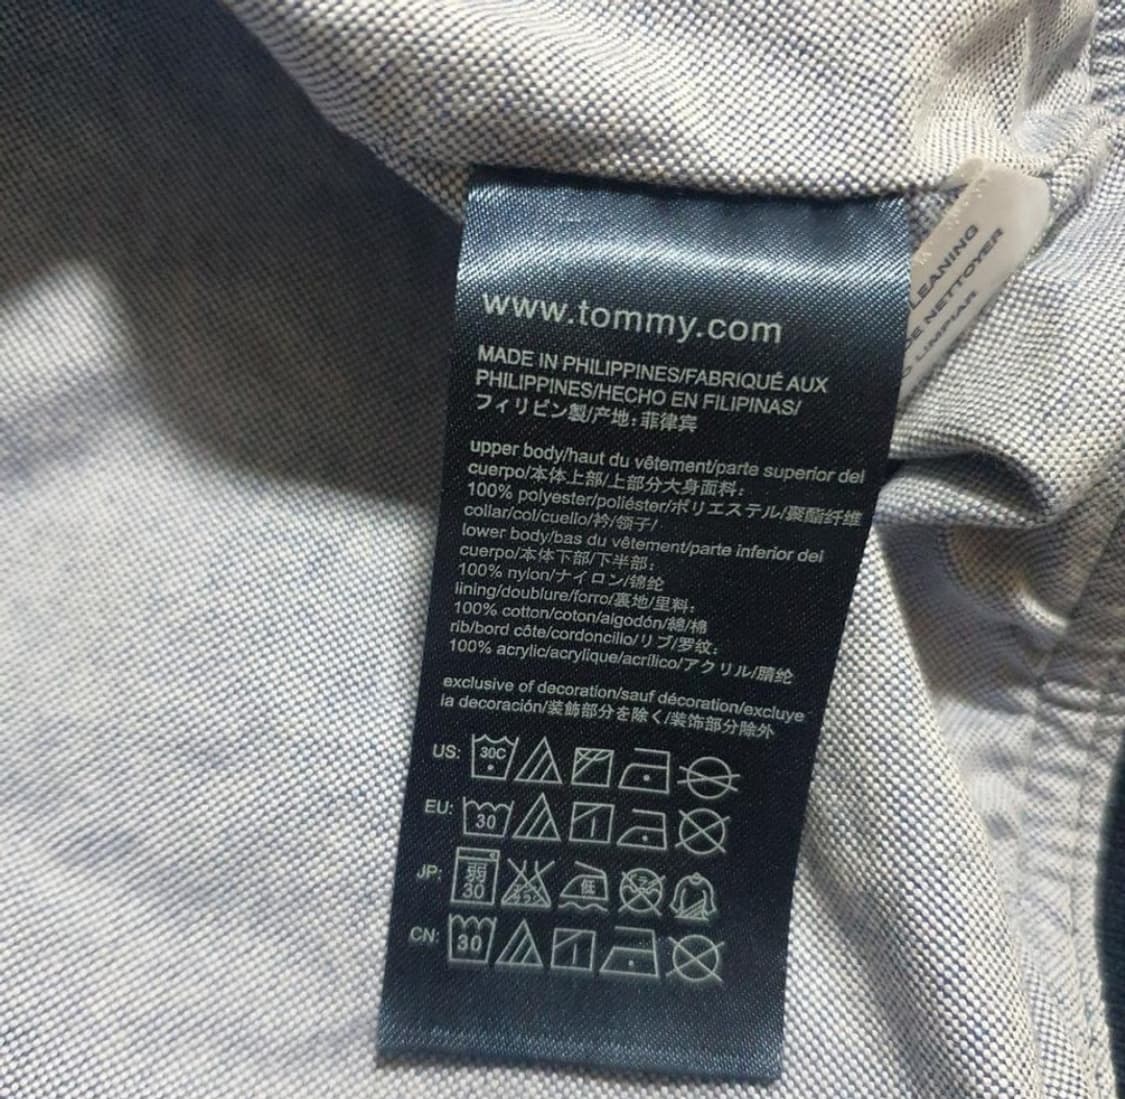 www.tommy.com
MADE IN PHILIPPINES/FABRIQUÉ AUX
PHILIPPINES/HECHO EN FILIPINAS/
フィリピン製/产地:菲律宾
upper body/haut du vêtement/parte superior del
cuerpo/本体上部/上部分大身面料:
100% polyester/poliéster/ポリエステル/聚酯纤维
collar/col/cuello/衿/领子/
lower body/bas du vêtement/parte inferior del
cuerpo/本体下部/下半部:
100% nylon/ナイロン/锦纶
lining/doublure/forro/裏地/里料:
100% cotton/coton/algodón/綿/棉
rib/bord côte/cordoncillo/リブ/罗纹:
100% acrylic/acrylique/acrílico/アクリル/腈纶
exclusive of decoration/sauf décoration/excluye
la decoración/装飾部分を除く/装饰部分除外
US: 30C
EU: 30
JP: 弱 30 低
CN: 30
LEANING
E NETTOYER
LIMPIAR